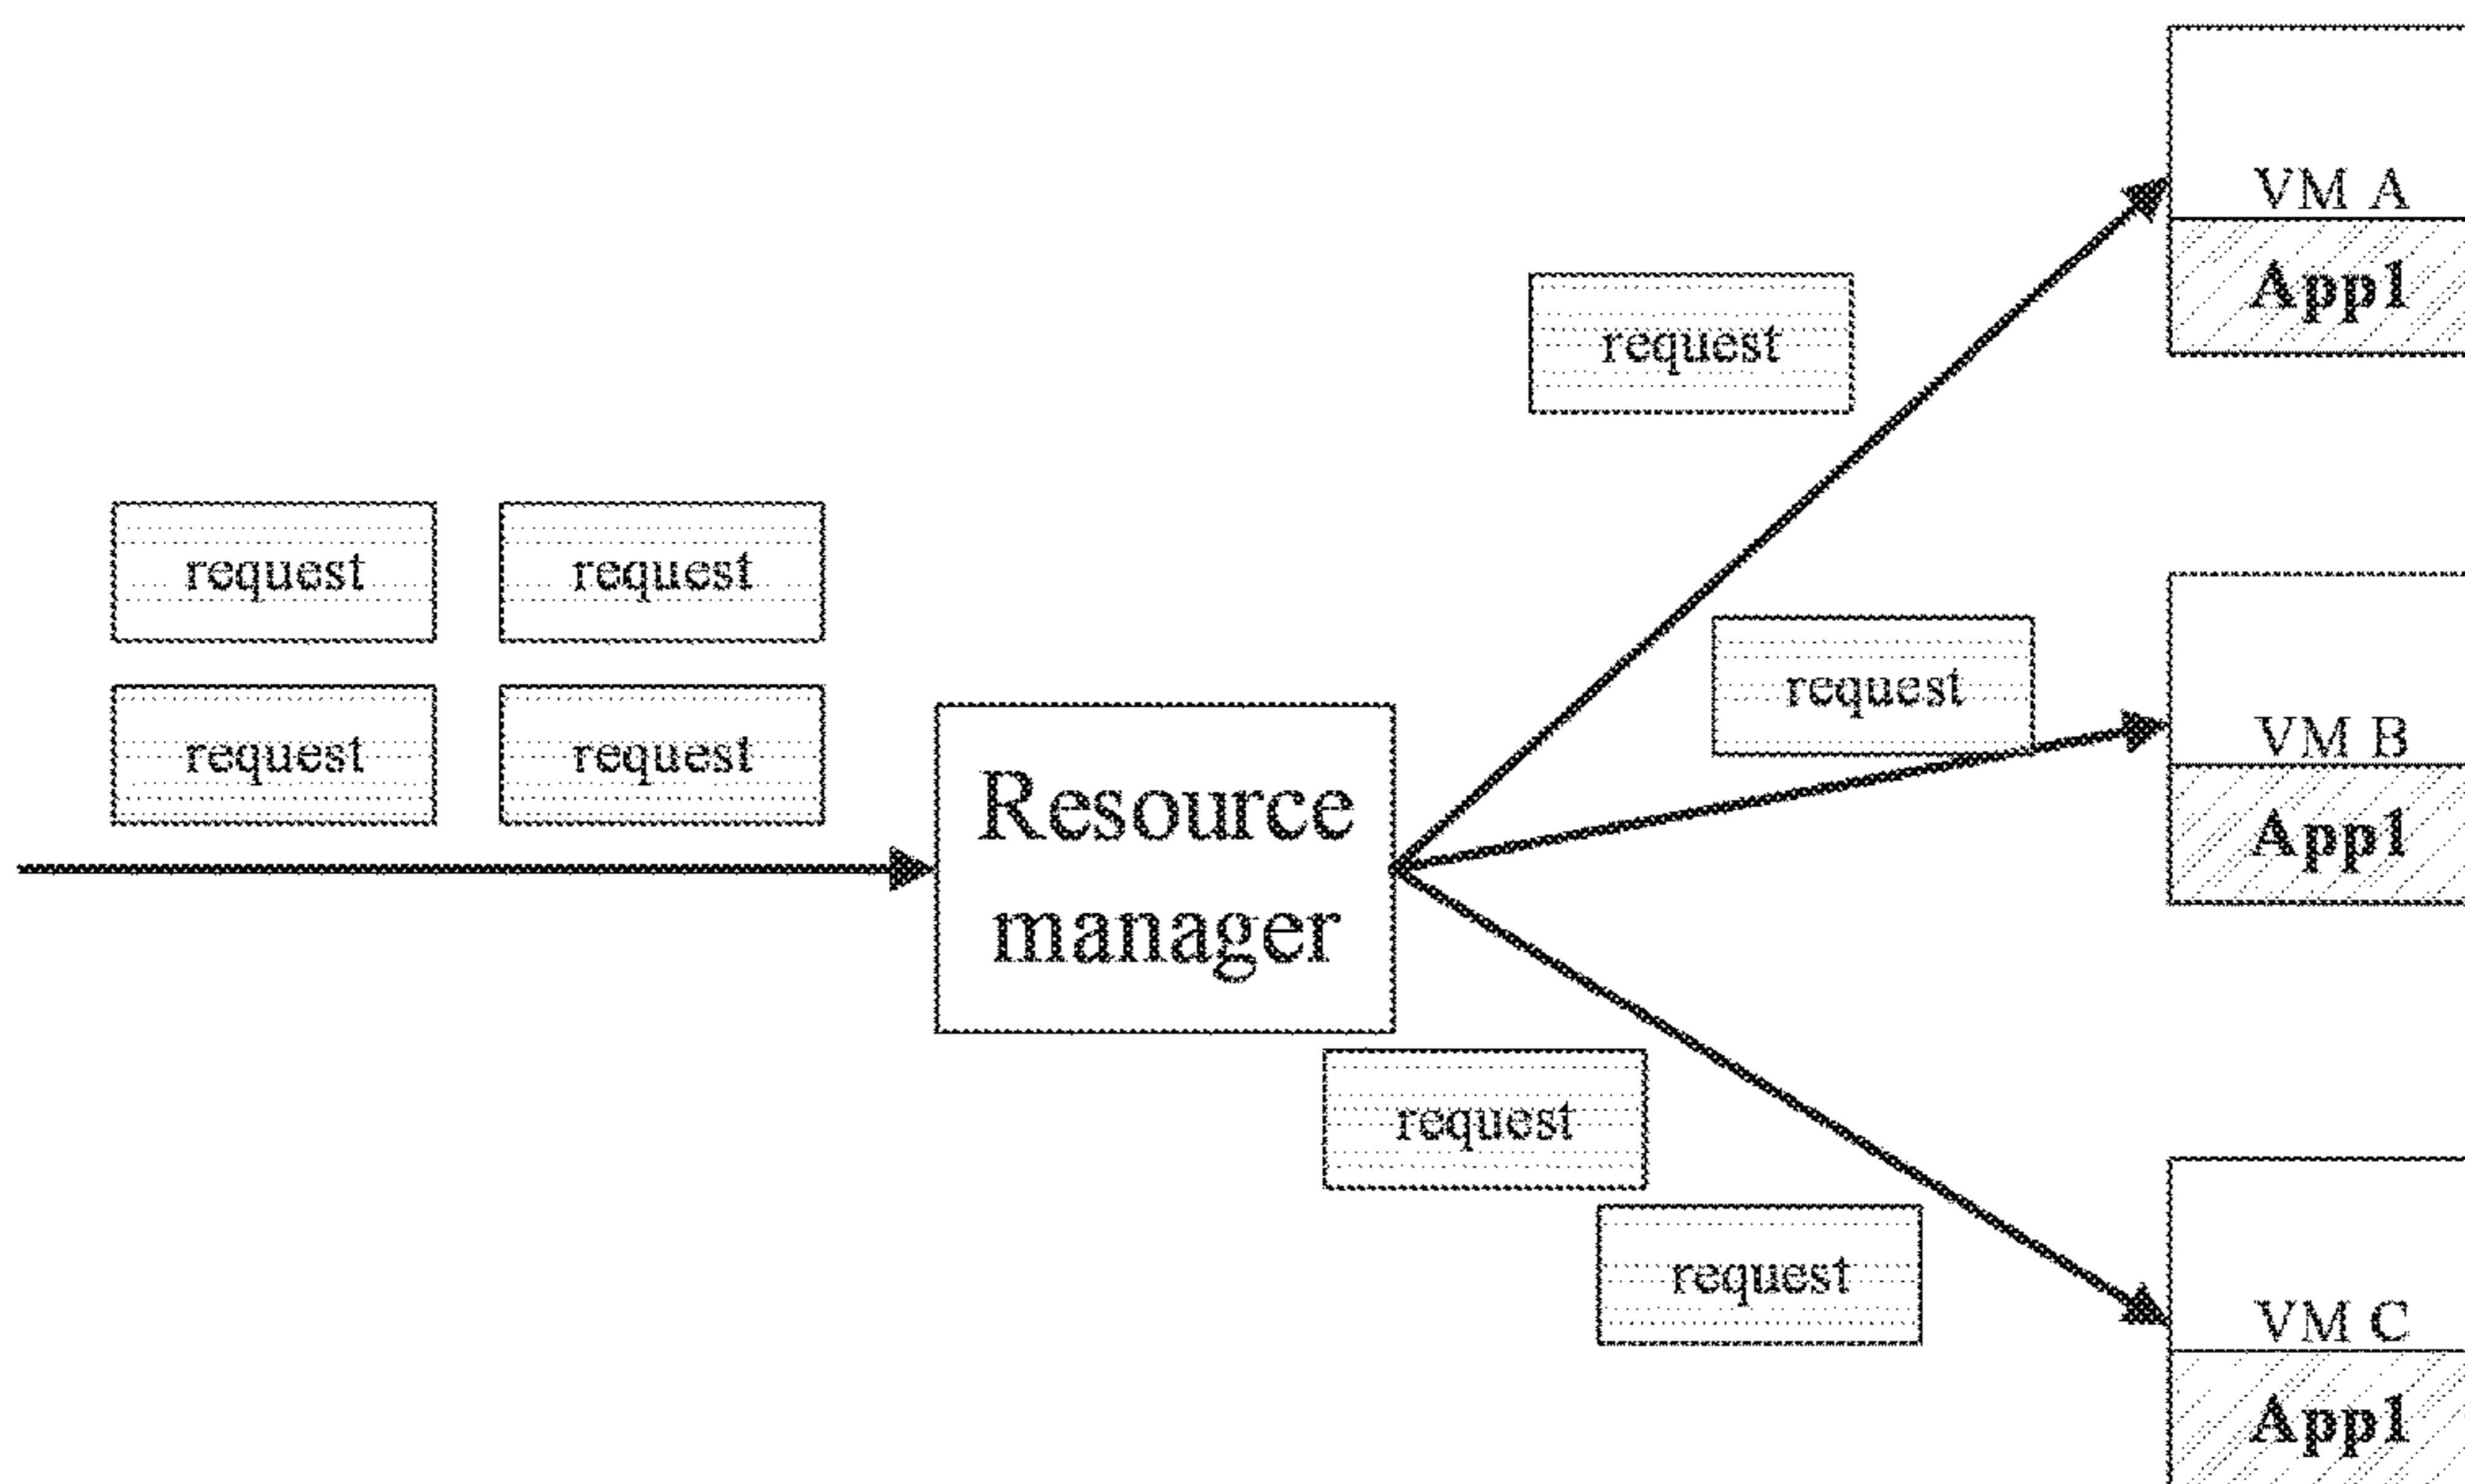 VM A
App1
request
request
request
request
VM B
request
request
App1
Resource
manager
request
request
VM C
App1